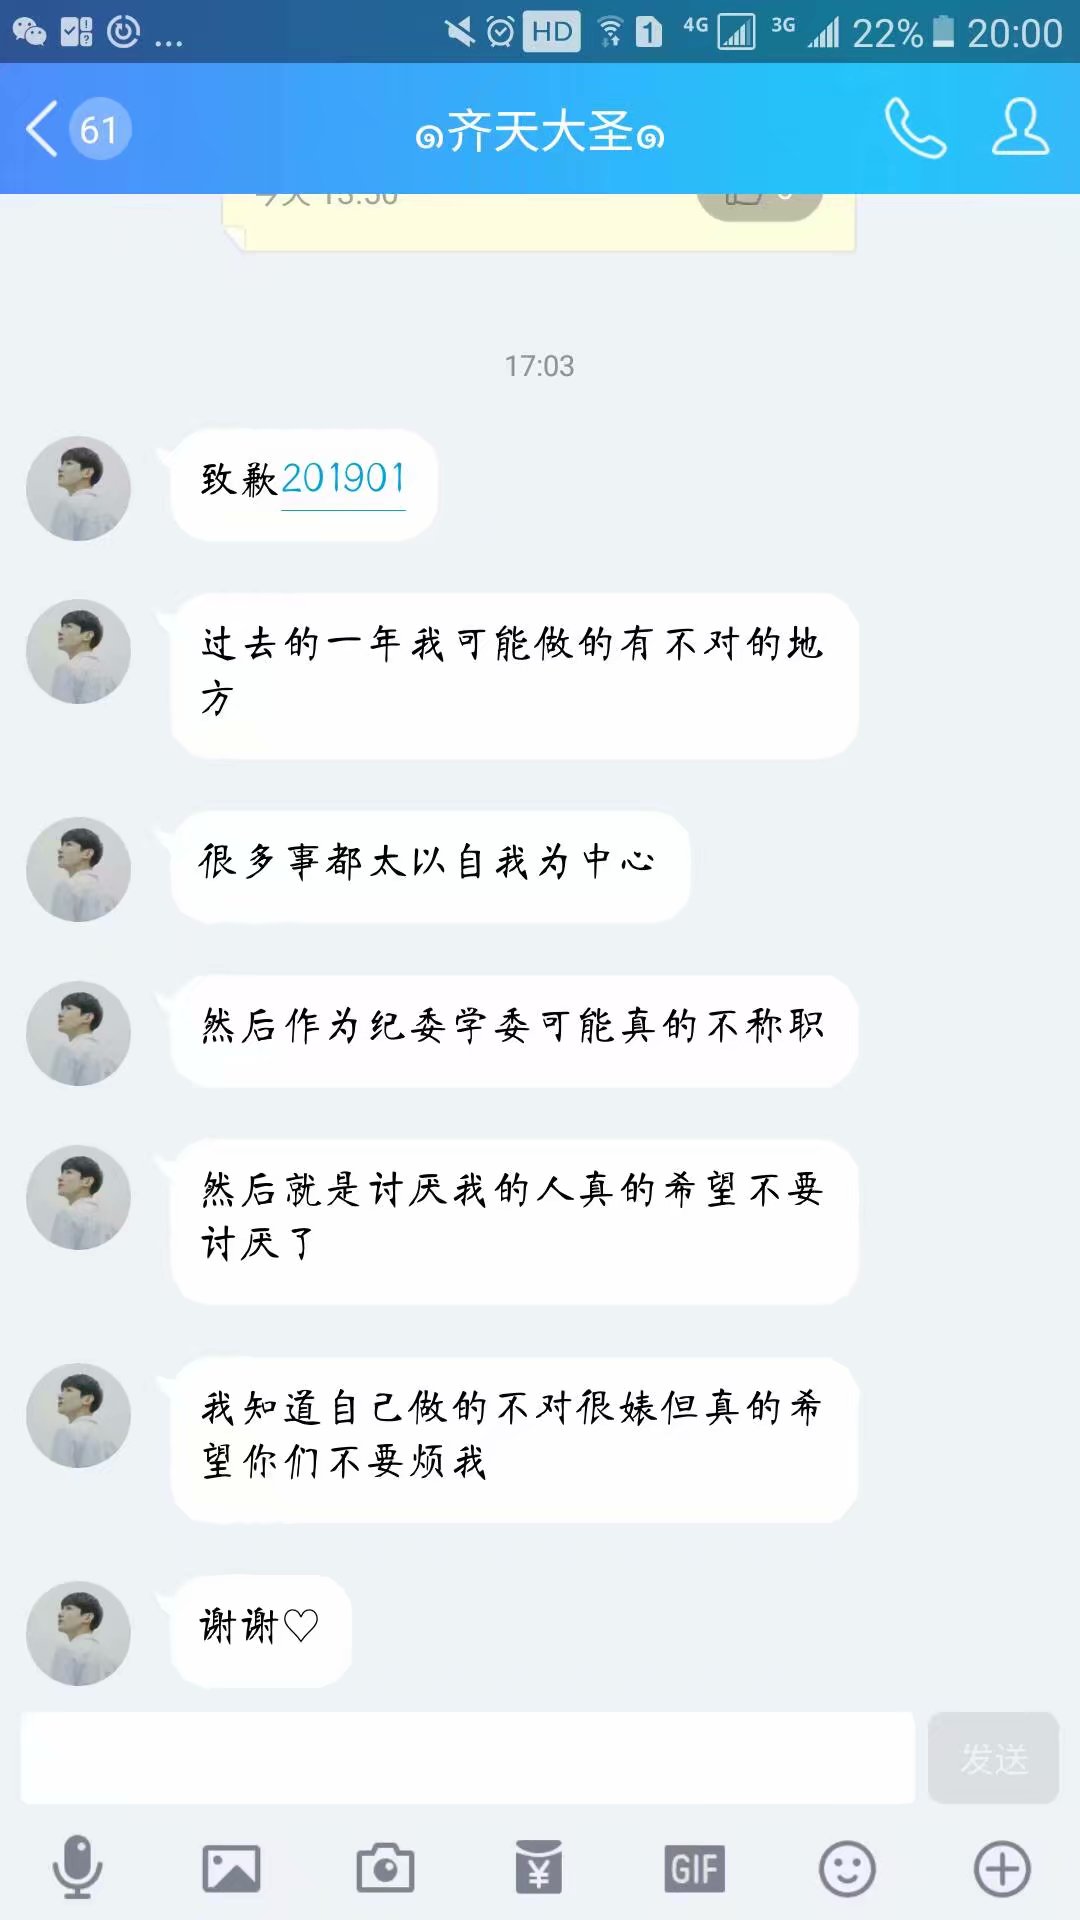 HD 1 4G 3G 22% 20:00
61 ๑齐天大圣๑
今天 13:50
17:03
致歉201901
过去的一年我可能做的有不对的地
方
很多事都太以自我为中心
然后作为纪委学委可能真的不称职
然后就是讨厌我的人真的希望不要
讨厌了
我知道自己做的不对很婊但真的希
望你们不要烦我
谢谢♡
发送
GIF